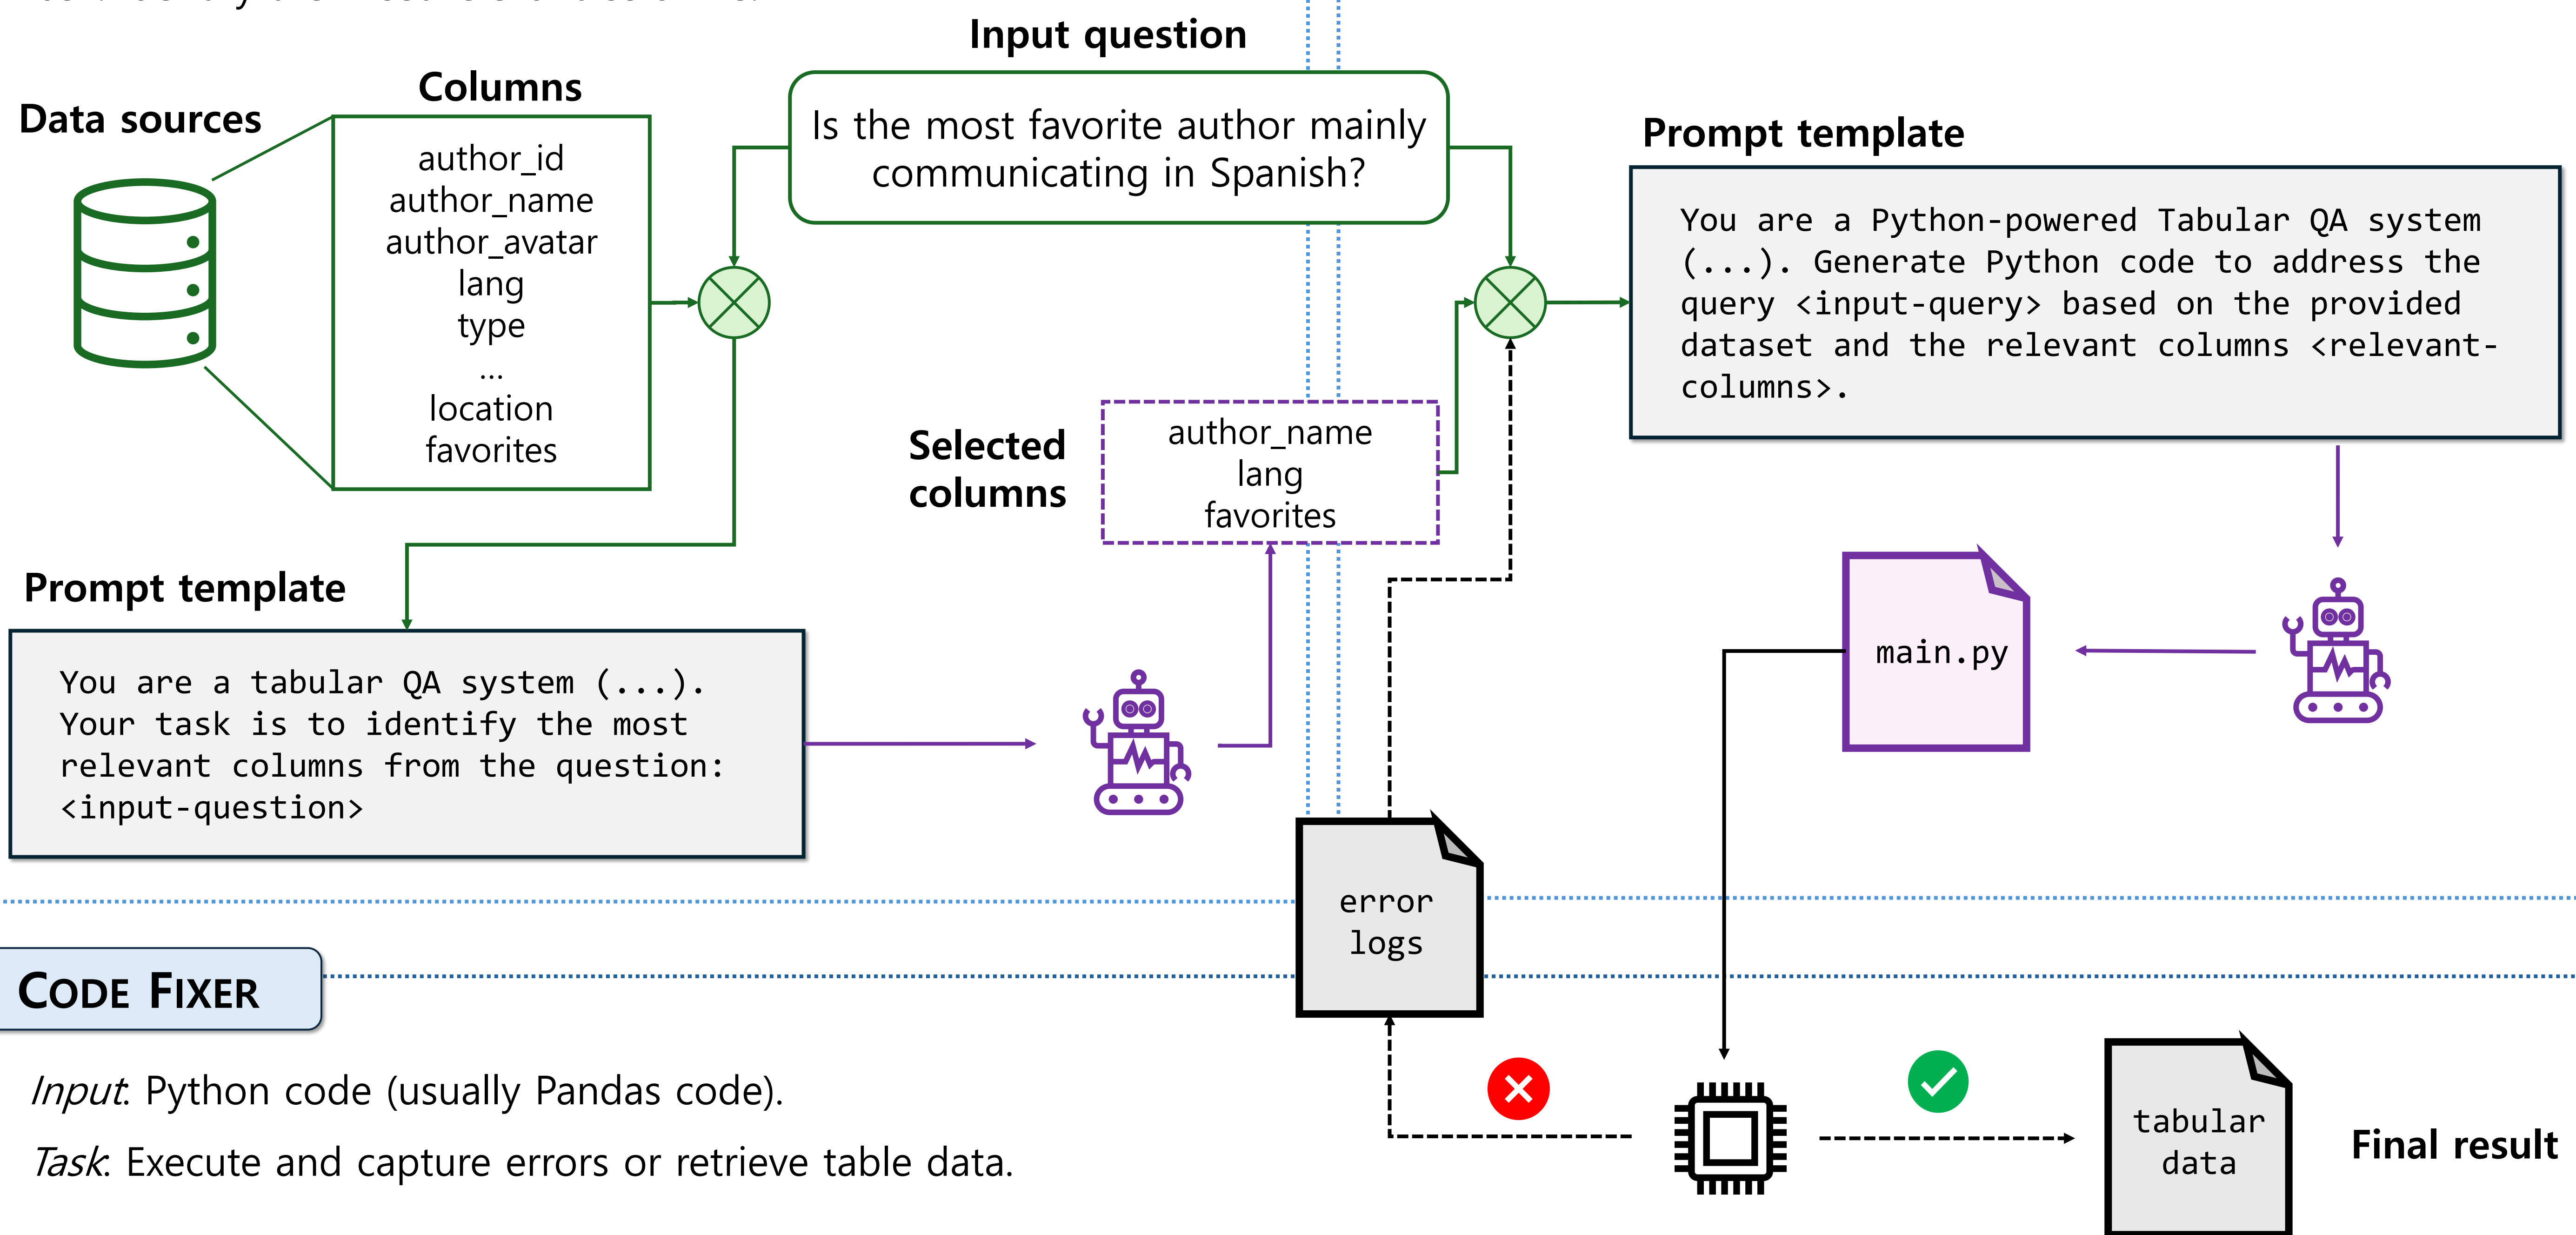 Input question
Columns
Data sources
Is the most favorite author mainly
communicating in Spanish?
author_id
author_name
author_avatar
lang
type
...
location
favorites
Prompt template
You are a Python-powered Tabular QA system
(...). Generate Python code to address the
query <input-query> based on the provided
dataset and the relevant columns <relevant-
columns>.
Selected
columns
author_name
lang
favorites
Prompt template
You are a tabular QA system (...).
Your task is to identify the most
relevant columns from the question:
<input-question>
main.py
error
logs
CODE FIXER
Input: Python code (usually Pandas code).
Task: Execute and capture errors or retrieve table data.
tabular
data
Final result